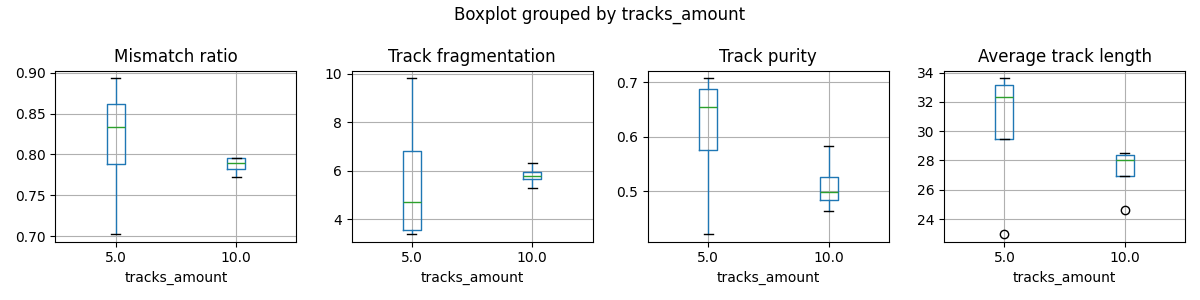 Boxplot grouped by tracks_amount
Mismatch ratio
0.90
0.85
0.80
0.75
0.70
5.0 10.0
tracks_amount
Track fragmentation
10
8
6
4
5.0 10.0
tracks_amount
Track purity
0.7
0.6
0.5
5.0 10.0
tracks_amount
Average track length
34
32
30
28
26
24
5.0 10.0
tracks_amount